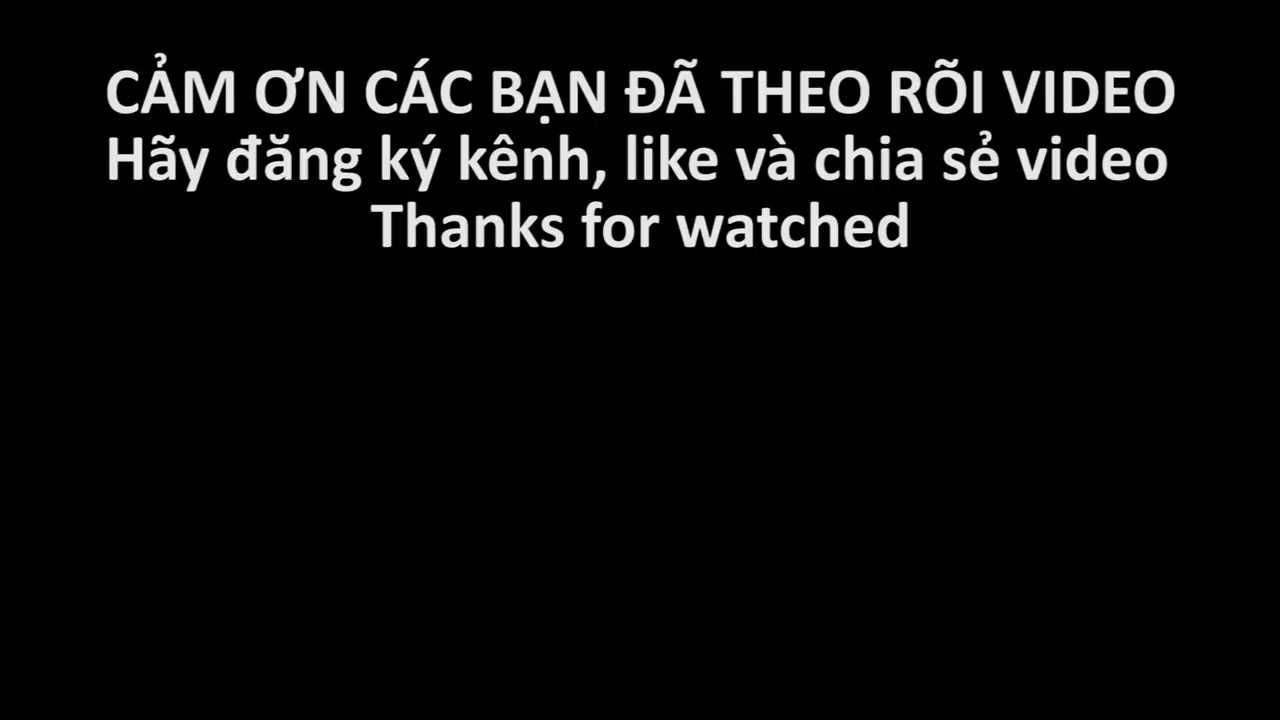 CẢM ƠN CÁC BẠN ĐÃ THEO RÕI VIDEO
Hãy đăng ký kênh, like và chia sẻ video
Thanks for watched